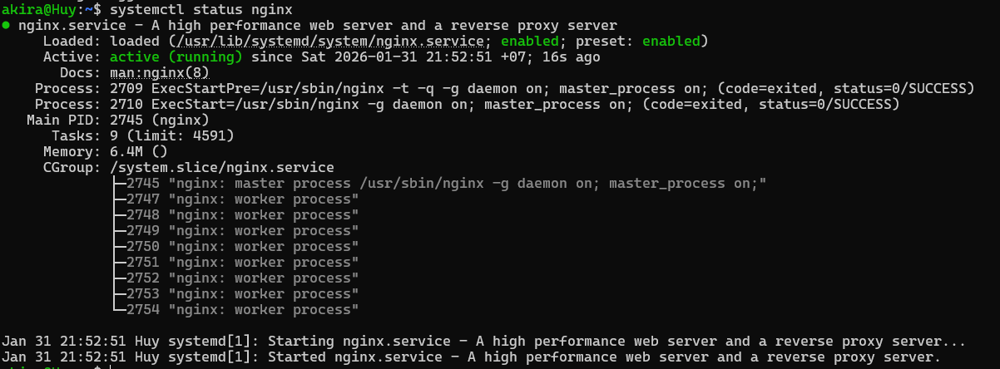 akira@Huy:~$ systemctl status nginx
● nginx.service - A high performance web server and a reverse proxy server
     Loaded: loaded (/usr/lib/systemd/system/nginx.service; enabled; preset: enabled)
     Active: active (running) since Sat 2026-01-31 21:52:51 +07; 16s ago
       Docs: man:nginx(8)
    Process: 2709 ExecStartPre=/usr/sbin/nginx -t -q -g daemon on; master_process on; (code=exited, status=0/SUCCESS)
    Process: 2710 ExecStart=/usr/sbin/nginx -g daemon on; master_process on; (code=exited, status=0/SUCCESS)
   Main PID: 2745 (nginx)
      Tasks: 9 (limit: 4591)
     Memory: 6.4M ()
     CGroup: /system.slice/nginx.service
             ├─2745 "nginx: master process /usr/sbin/nginx -g daemon on; master_process on;"
             ├─2747 "nginx: worker process"
             ├─2748 "nginx: worker process"
             ├─2749 "nginx: worker process"
             ├─2750 "nginx: worker process"
             ├─2751 "nginx: worker process"
             ├─2752 "nginx: worker process"
             ├─2753 "nginx: worker process"
             └─2754 "nginx: worker process"

Jan 31 21:52:51 Huy systemd[1]: Starting nginx.service - A high performance web server and a reverse proxy server...
Jan 31 21:52:51 Huy systemd[1]: Started nginx.service - A high performance web server and a reverse proxy server.